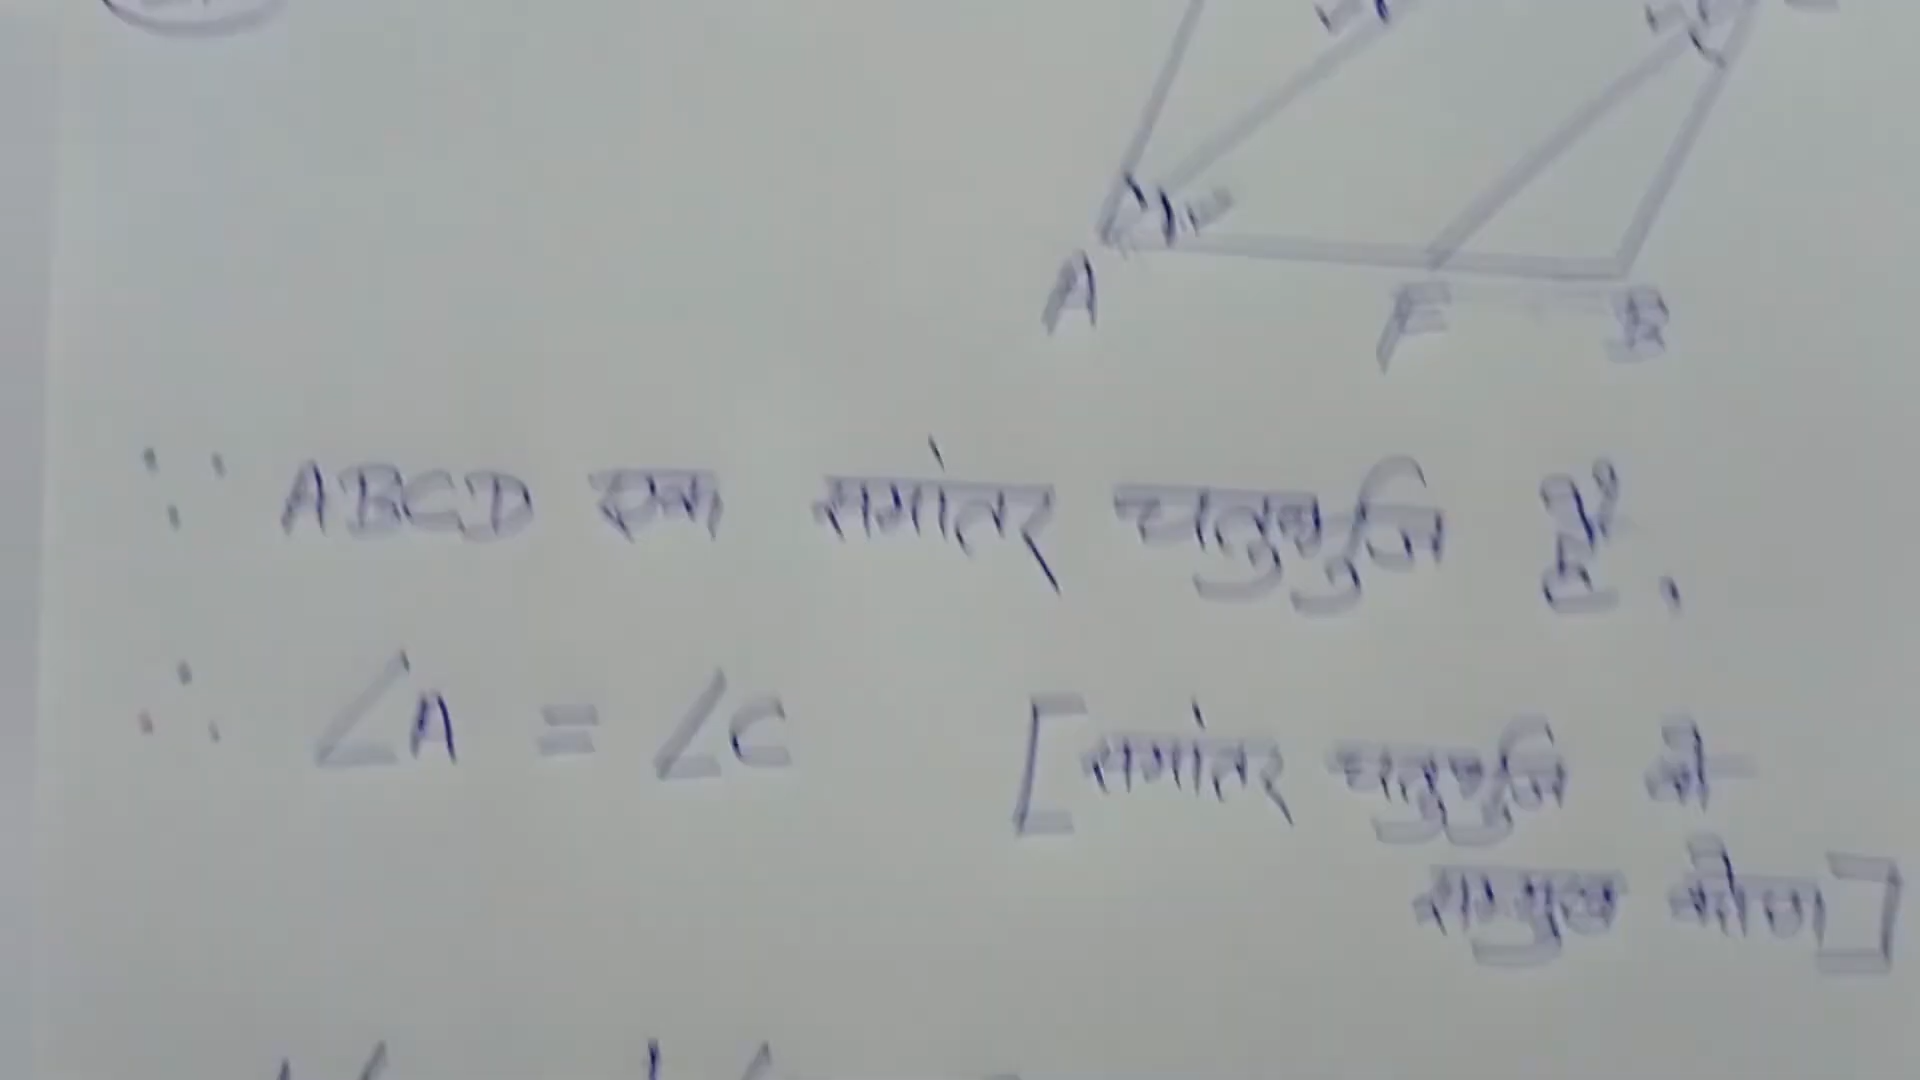 A F B
∵ ABCD एक समांतर चतुर्भुज है.
∴ ∠A = ∠C [समांतर चतुर्भुज के
सम्मुख कोण]